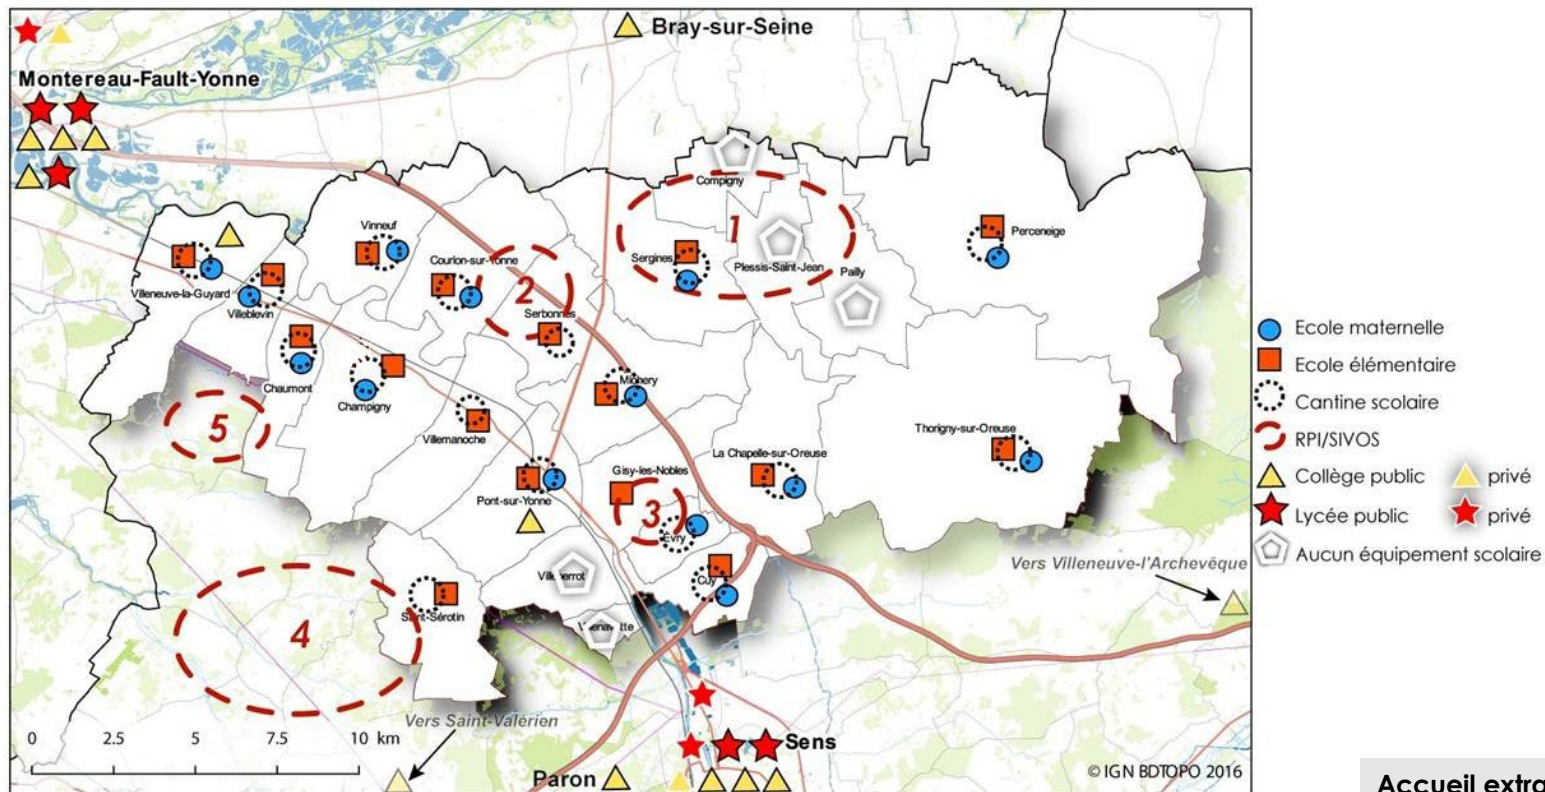 Bray-sur-Seine
Montereau-Fault-Yonne
Compigny
Vinneuf
1
Perceneige
Courlon-sur-Yonne
Sergines
Plessis-Saint-Jean
Pailly
Villeneuve-la-Guyard
2
Villeblevin
Serbonnes
Chaumont
Michery
Champigny
5
Villemanoche
Thorigny-sur-Oreuse
La Chapelle-sur-Oreuse
Gisy-les-Nobles
Pont-sur-Yonne
3
Évry
Vers Villeneuve-l'Archevêque
Cuy
Saint-Sérotin
4
Vers Saint-Valérien
0 2.5 5 7.5 10 km
Sens
Paron
© IGN BDTOPO 2016
Ecole maternelle
Ecole élémentaire
Cantine scolaire
RPI/SIVOS
Collège public privé
Lycée public privé
Aucun équipement scolaire
Accueil extra